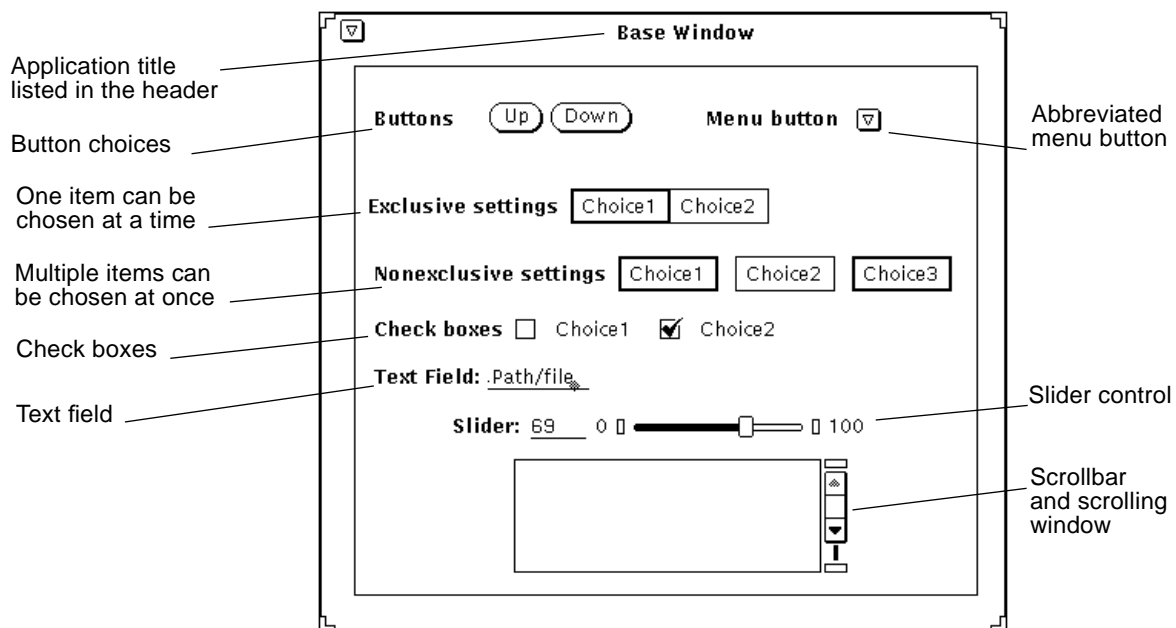 Base Window
Application title
listed in the header
Buttons Up Down Menu button
Abbreviated
menu button
Button choices
One item can be
chosen at a time
Exclusive settings Choice1 Choice2
Multiple items can
be chosen at once
Nonexclusive settings Choice1 Choice2 Choice3
Check boxes Choice1 Choice2
Check boxes
Text Field: .Path/file
Text field
Slider control
Slider: 69 0 100
Scrollbar
and scrolling
window